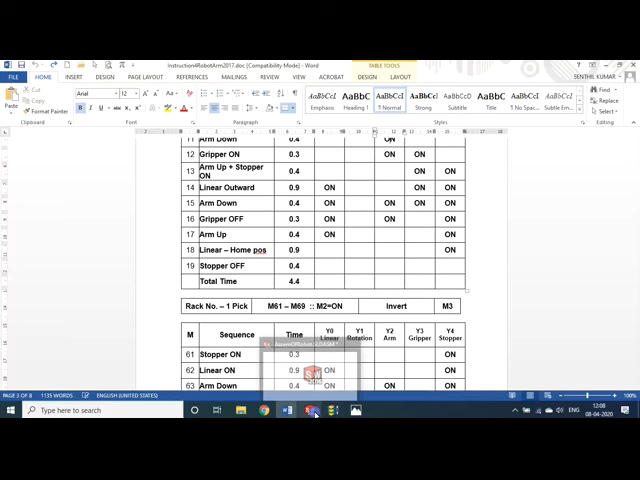 Instruction4RobotArm2017.doc [Compatibility Mode] - Word
TABLE TOOLS
SENTHIL KUMAR
FILE HOME INSERT DESIGN PAGE LAYOUT REFERENCES MAILINGS REVIEW VIEW ACROBAT DESIGN LAYOUT
Cut
Copy
Format Painter
Paste
Arial
12
AaBbCcI AaBbC AaBbCcI AaBbCc AaBbCcD AaBbCcI AaBbCcI
Emphasis Heading 1 ¶ Normal Strong Subtitle ¶ No Spac... Subtle Em...
Find
Replace
Select
Clipboard Font Paragraph Styles Editing
11 Arm Down 0.4 ON
12 Gripper ON 0.3 ON ON
13 Arm Up + Stopper ON 0.4 ON ON
14 Linear Outward 0.9 ON ON ON
15 Arm Down 0.4 ON ON ON ON
16 Gripper OFF 0.3 ON ON ON
17 Arm Up 0.4 ON ON
18 Linear – Home pos 0.9 ON
19 Stopper OFF 0.4
Total Time 4.4
Rack No. – 1 Pick M61 – M69 :: M2=ON Invert M3
M Sequence Time Y0 Linear Y1 Rotation Y2 Arm Y3 Gripper Y4 Stopper
61 Stopper ON 0.3 ON
62 Linear ON 0.9 ON ON
63 Arm Down 0.4 ON ON ON
PAGE 3 OF 8 1135 WORDS ENGLISH (UNITED STATES) 100%
Type here to search
ENG
12:08
08-04-2020